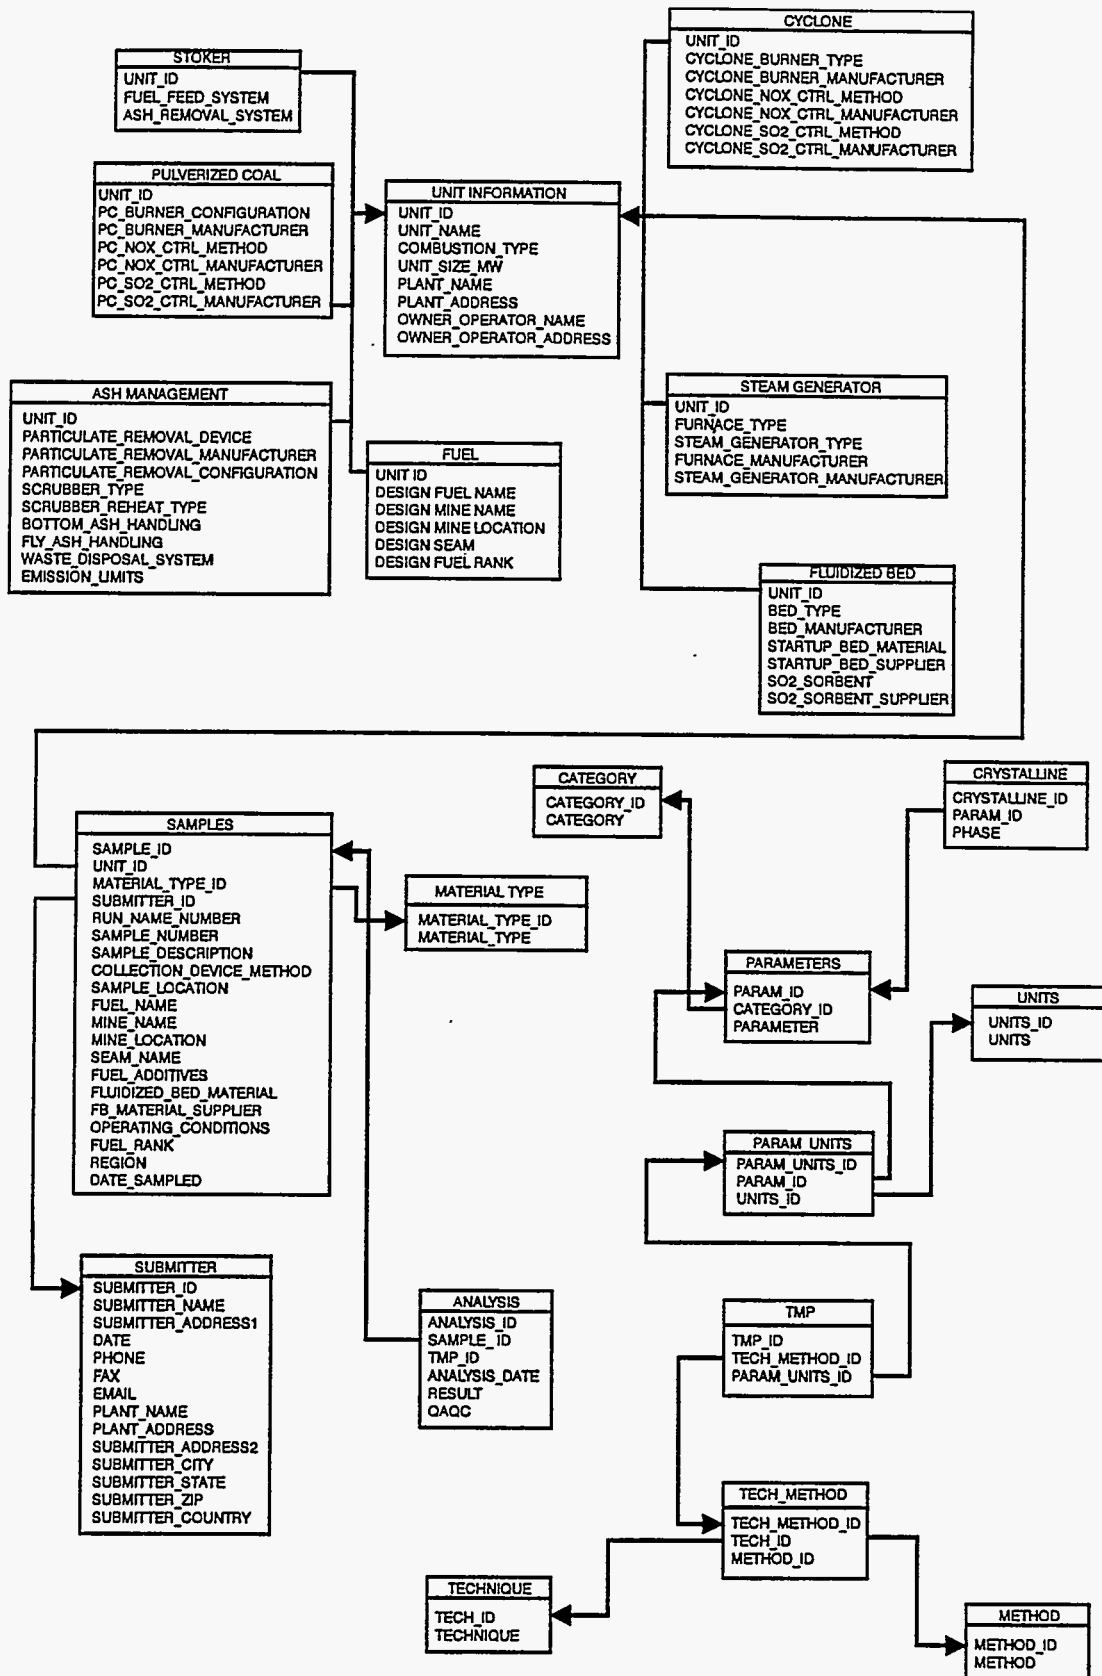 STOKER
UNIT_ID
FUEL_FEED_SYSTEM
ASH_REMOVAL_SYSTEM
CYCLONE
UNIT_ID
CYCLONE_BURNER_TYPE
CYCLONE_BURNER_MANUFACTURER
CYCLONE_NOX_CTRL_METHOD
CYCLONE_NOX_CTRL_MANUFACTURER
CYCLONE_SO2_CTRL_METHOD
CYCLONE_SO2_CTRL_MANUFACTURER
PULVERIZED COAL
UNIT_ID
PC_BURNER_CONFIGURATION
PC_BURNER_MANUFACTURER
PC_NOX_CTRL_METHOD
PC_NOX_CTRL_MANUFACTURER
PC_SO2_CTRL_METHOD
PC_SO2_CTRL_MANUFACTURER
UNIT INFORMATION
UNIT_ID
UNIT_NAME
COMBUSTION_TYPE
UNIT_SIZE_MW
PLANT_NAME
PLANT_ADDRESS
OWNER_OPERATOR_NAME
OWNER_OPERATOR_ADDRESS
ASH MANAGEMENT
UNIT_ID
PARTICULATE_REMOVAL_DEVICE
PARTICULATE_REMOVAL_MANUFACTURER
PARTICULATE_REMOVAL_CONFIGURATION
SCRUBBER_TYPE
SCRUBBER_REHEAT_TYPE
BOTTOM_ASH_HANDLING
FLY_ASH_HANDLING
WASTE_DISPOSAL_SYSTEM
EMISSION_LIMITS
FUEL
UNIT ID
DESIGN FUEL NAME
DESIGN MINE NAME
DESIGN MINE LOCATION
DESIGN SEAM
DESIGN FUEL RANK
STEAM GENERATOR
UNIT_ID
FURNACE_TYPE
STEAM_GENERATOR_TYPE
FURNACE_MANUFACTURER
STEAM_GENERATOR_MANUFACTURER
FLUIDIZED BED
UNIT_ID
BED_TYPE
BED_MANUFACTURER
STARTUP_BED_MATERIAL
STARTUP_BED_SUPPLIER
SO2_SORBENT
SO2_SORBENT_SUPPLIER
SAMPLES
SAMPLE_ID
UNIT_ID
MATERIAL_TYPE_ID
SUBMITTER_ID
RUN_NAME_NUMBER
SAMPLE_NUMBER
SAMPLE_DESCRIPTION
COLLECTION_DEVICE_METHOD
SAMPLE_LOCATION
FUEL_NAME
MINE_NAME
MINE_LOCATION
SEAM_NAME
FUEL_ADDITIVES
FLUIDIZED_BED_MATERIAL
FB_MATERIAL_SUPPLIER
OPERATING_CONDITIONS
FUEL_RANK
REGION
DATE_SAMPLED
CATEGORY
CATEGORY_ID
CATEGORY
CRYSTALLINE
CRYSTALLINE_ID
PARAM_ID
PHASE
MATERIAL TYPE
MATERIAL_TYPE_ID
MATERIAL_TYPE
PARAMETERS
PARAM_ID
CATEGORY_ID
PARAMETER
UNITS
UNITS_ID
UNITS
PARAM_UNITS
PARAM_UNITS_ID
PARAM_ID
UNITS_ID
SUBMITTER
SUBMITTER_ID
SUBMITTER_NAME
SUBMITTER_ADDRESS1
DATE
PHONE
FAX
EMAIL
PLANT_NAME
PLANT_ADDRESS
SUBMITTER_ADDRESS2
SUBMITTER_CITY
SUBMITTER_STATE
SUBMITTER_ZIP
SUBMITTER_COUNTRY
ANALYSIS
ANALYSIS_ID
SAMPLE_ID
TMP_ID
ANALYSIS_DATE
RESULT
QAQC
TMP
TMP_ID
TECH_METHOD_ID
PARAM_UNITS_ID
TECH_METHOD
TECH_METHOD_ID
TECH_ID
METHOD_ID
TECHNIQUE
TECH_ID
TECHNIQUE
METHOD
METHOD_ID
METHOD